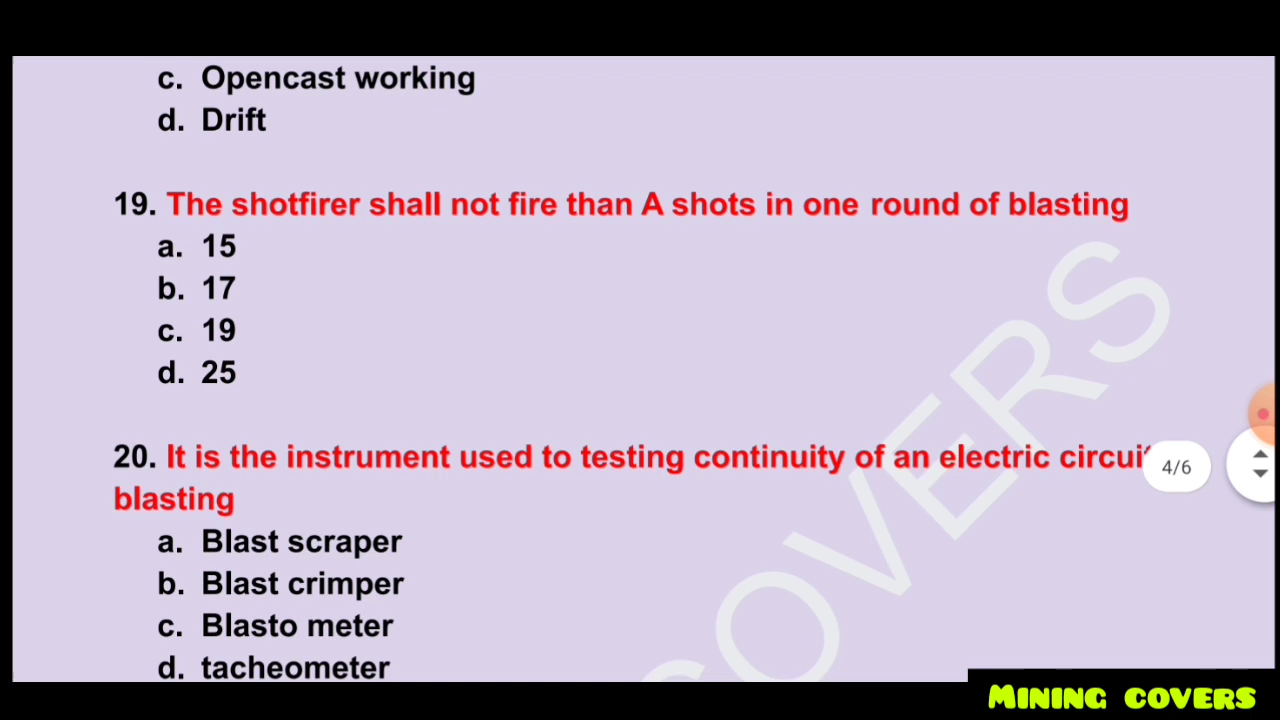 c. Opencast working
d. Drift
19. The shotfirer shall not fire than A shots in one round of blasting
a. 15
b. 17
c. 19
d. 25
20. It is the instrument used to testing continuity of an electric circuit
4/6
blasting
a. Blast scraper
b. Blast crimper
c. Blasto meter
d. tacheometer
COVERS
MINING COVERS